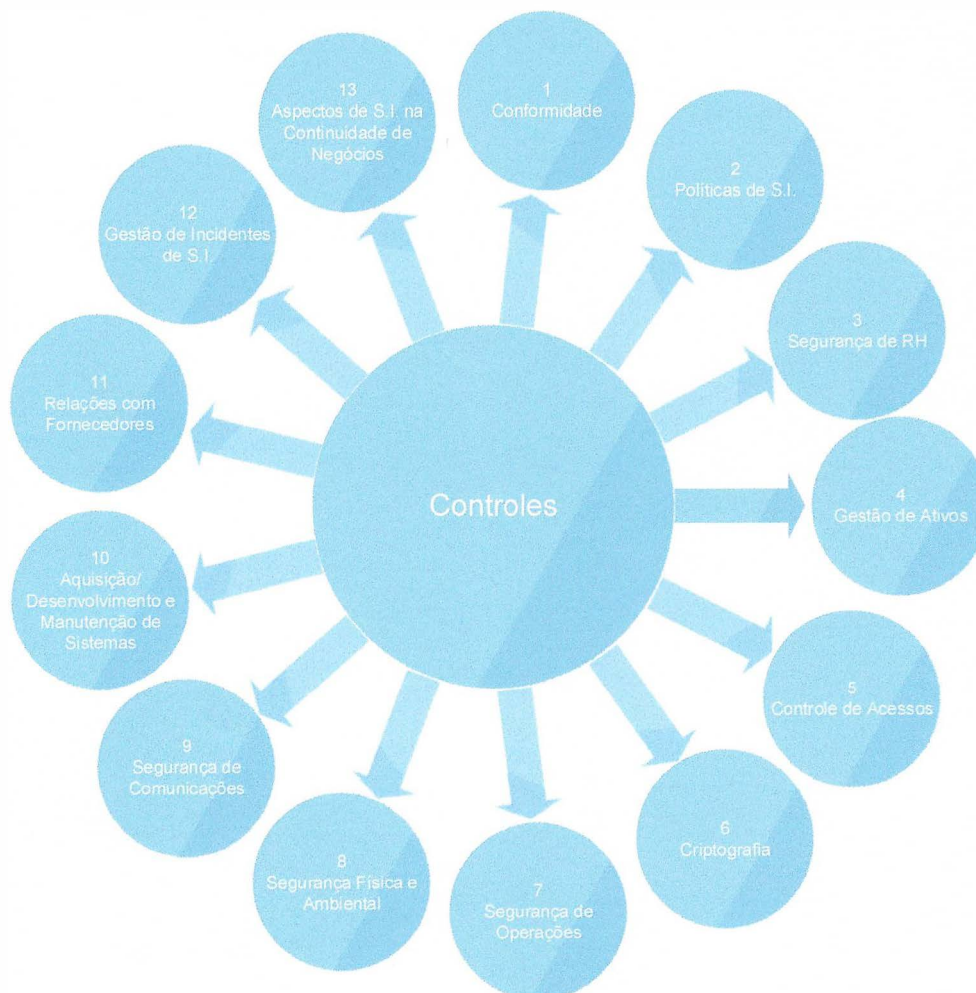 1
Conformidade
2
Políticas de S.I.
3
Segurança de RH
4
Gestão de Ativos
5
Controle de Acessos
6
Criptografia
7
Segurança de
Operações
8
Segurança Física e
Ambiental
9
Segurança de
Comunicações
10
Aquisição/
Desenvolvimento e
Manutenção de
Sistemas
11
Relações com
Fornecedores
12
Gestão de Incidentes
de S.I
13
Aspectos de S.I. na
Continuidade de
Negócios
Controles